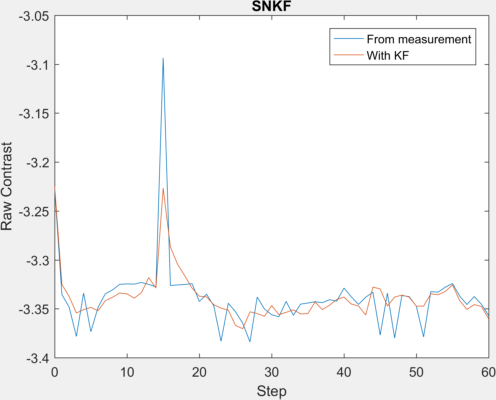 SNKF
From measurement
With KF
-3.05
-3.1
-3.15
-3.2
-3.25
-3.3
-3.35
-3.4
Raw Contrast
0 10 20 30 40 50 60
Step